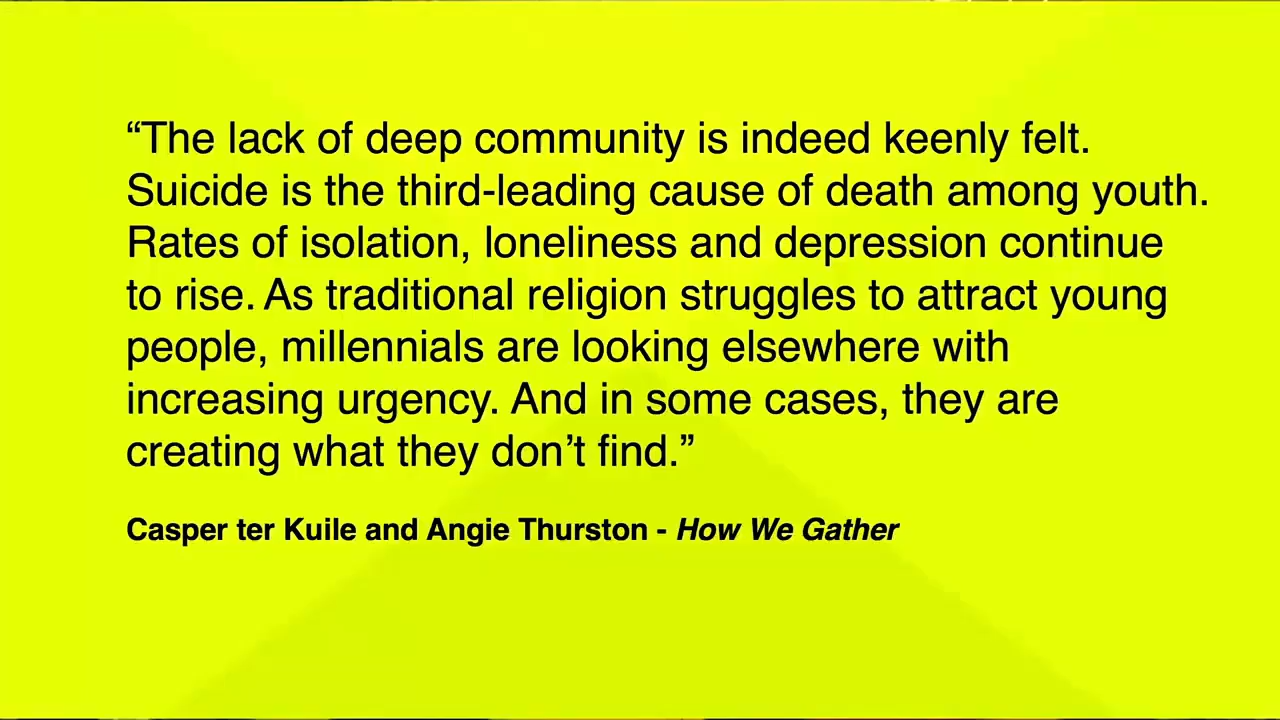 “The lack of deep community is indeed keenly felt.
Suicide is the third-leading cause of death among youth.
Rates of isolation, loneliness and depression continue
to rise. As traditional religion struggles to attract young
people, millennials are looking elsewhere with
increasing urgency. And in some cases, they are
creating what they don’t find.”
Casper ter Kuile and Angie Thurston - How We Gather